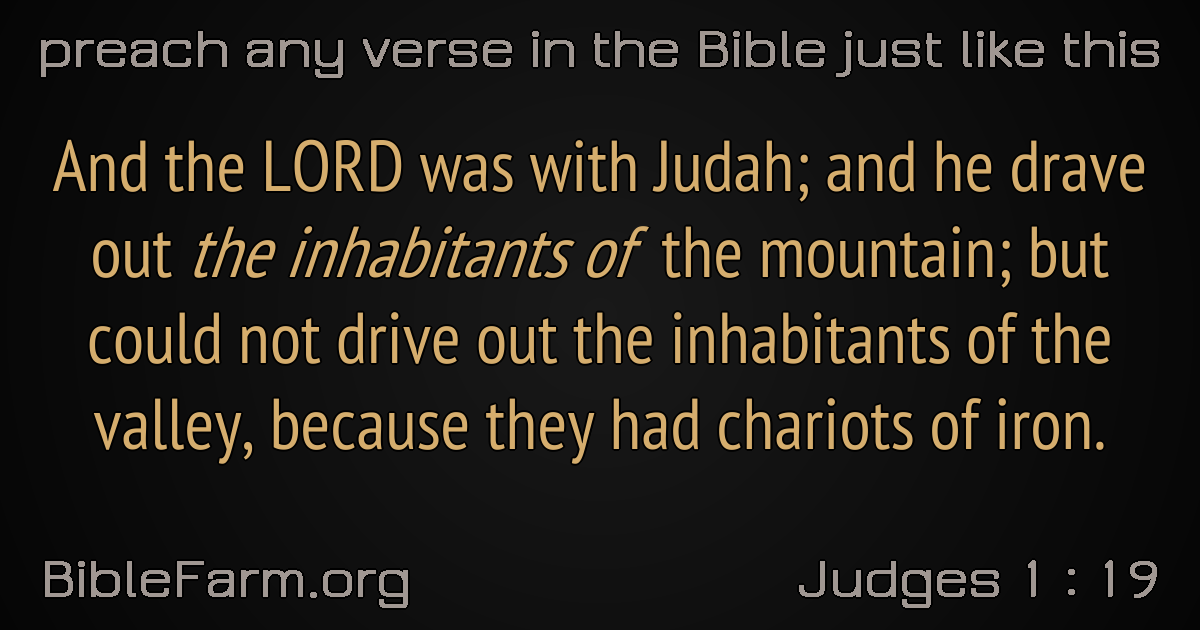 preach any verse in the Bible just like this
And the LORD was with Judah; and he drave
out the inhabitants of the mountain; but
could not drive out the inhabitants of the
valley, because they had chariots of iron.
BibleFarm.org
Judges 1 : 19